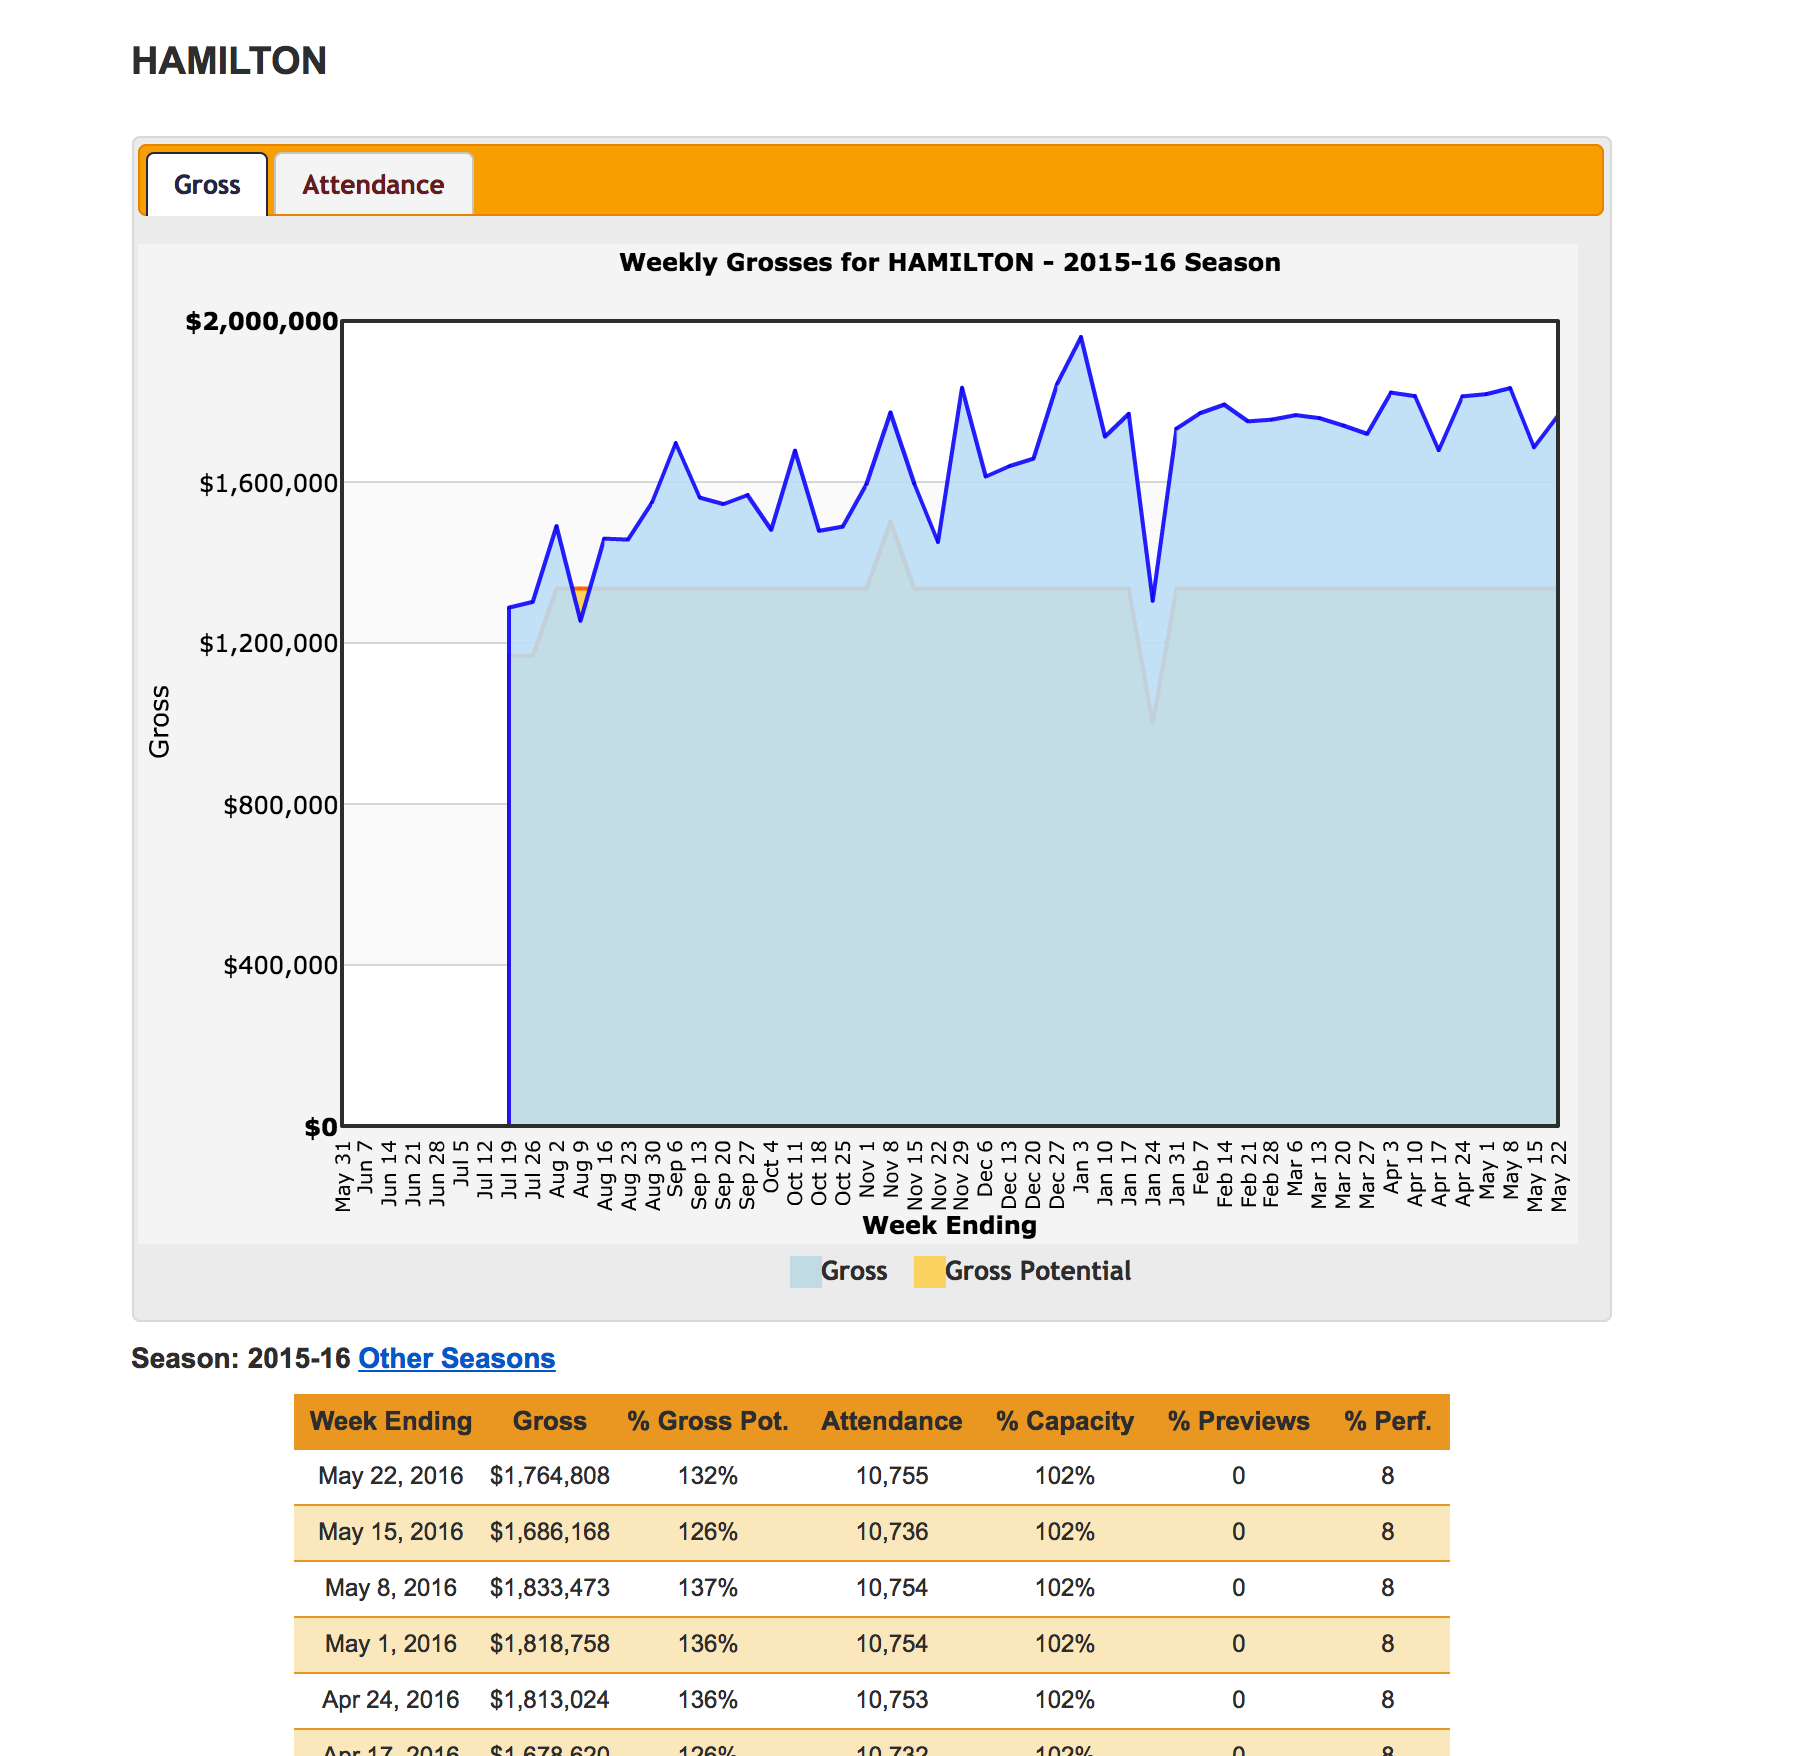 HAMILTON
Gross Attendance
Weekly Grosses for HAMILTON - 2015-16 Season
$2,000,000
$1,600,000
$1,200,000
$800,000
$400,000
$0
Gross
May 31 Jun 7 Jun 14 Jun 21 Jun 28 Jul 5 Jul 12 Jul 19 Jul 26 Aug 2 Aug 9 Aug 16 Aug 23 Aug 30 Sep 6 Sep 13 Sep 20 Sep 27 Oct 4 Oct 11 Oct 18 Oct 25 Nov 1 Nov 8 Nov 15 Nov 22 Nov 29 Dec 6 Dec 13 Dec 20 Dec 27 Jan 3 Jan 10 Jan 17 Jan 24 Jan 31 Feb 7 Feb 14 Feb 21 Feb 28 Mar 6 Mar 13 Mar 20 Mar 27 Apr 3 Apr 10 Apr 17 Apr 24 May 1 May 8 May 15 May 22
Week Ending
Gross Gross Potential
Season: 2015-16 Other Seasons
Week Ending Gross % Gross Pot. Attendance % Capacity % Previews % Perf.
May 22, 2016 $1,764,808 132% 10,755 102% 0 8
May 15, 2016 $1,686,168 126% 10,736 102% 0 8
May 8, 2016 $1,833,473 137% 10,754 102% 0 8
May 1, 2016 $1,818,758 136% 10,754 102% 0 8
Apr 24, 2016 $1,813,024 136% 10,753 102% 0 8
Apr 17, 2016 $1,678,620 126% 10,732 102% 0 8